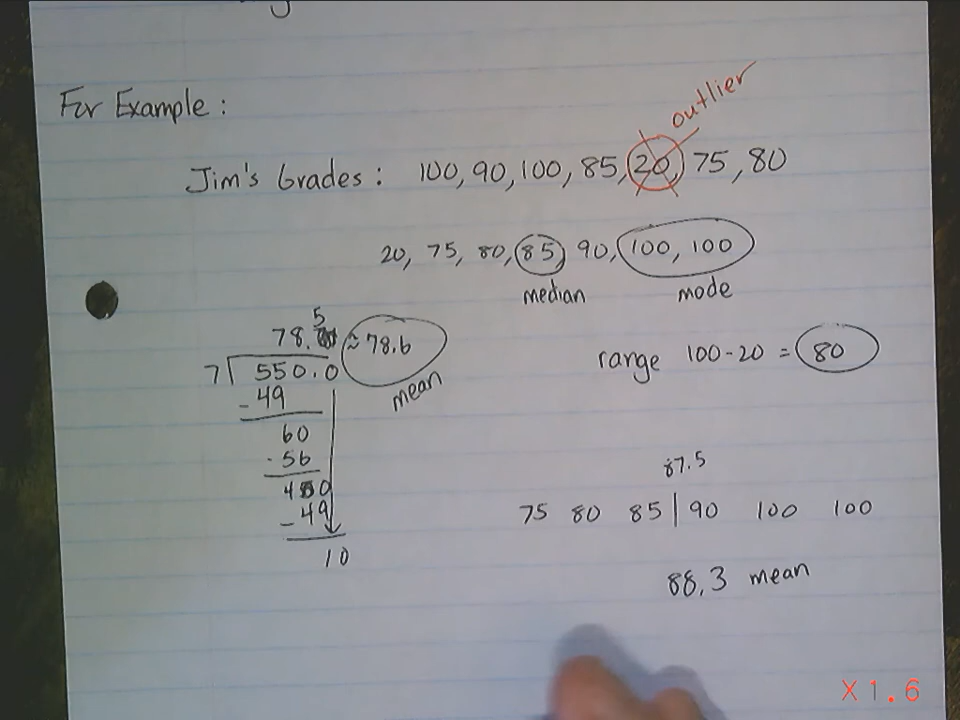 For Example :
outlier
Jim's Grades : 100, 90, 100, 85, 20, 75, 80
20, 75, 80, 85, 90, 100, 100
median mode
range 100-20 = 80
5
78. ≈ 78.6
mean
7 550.0
- 49
60
- 56
- 49
10
87.5
75 80 85 | 90 100 100
88.3 mean
X1.6